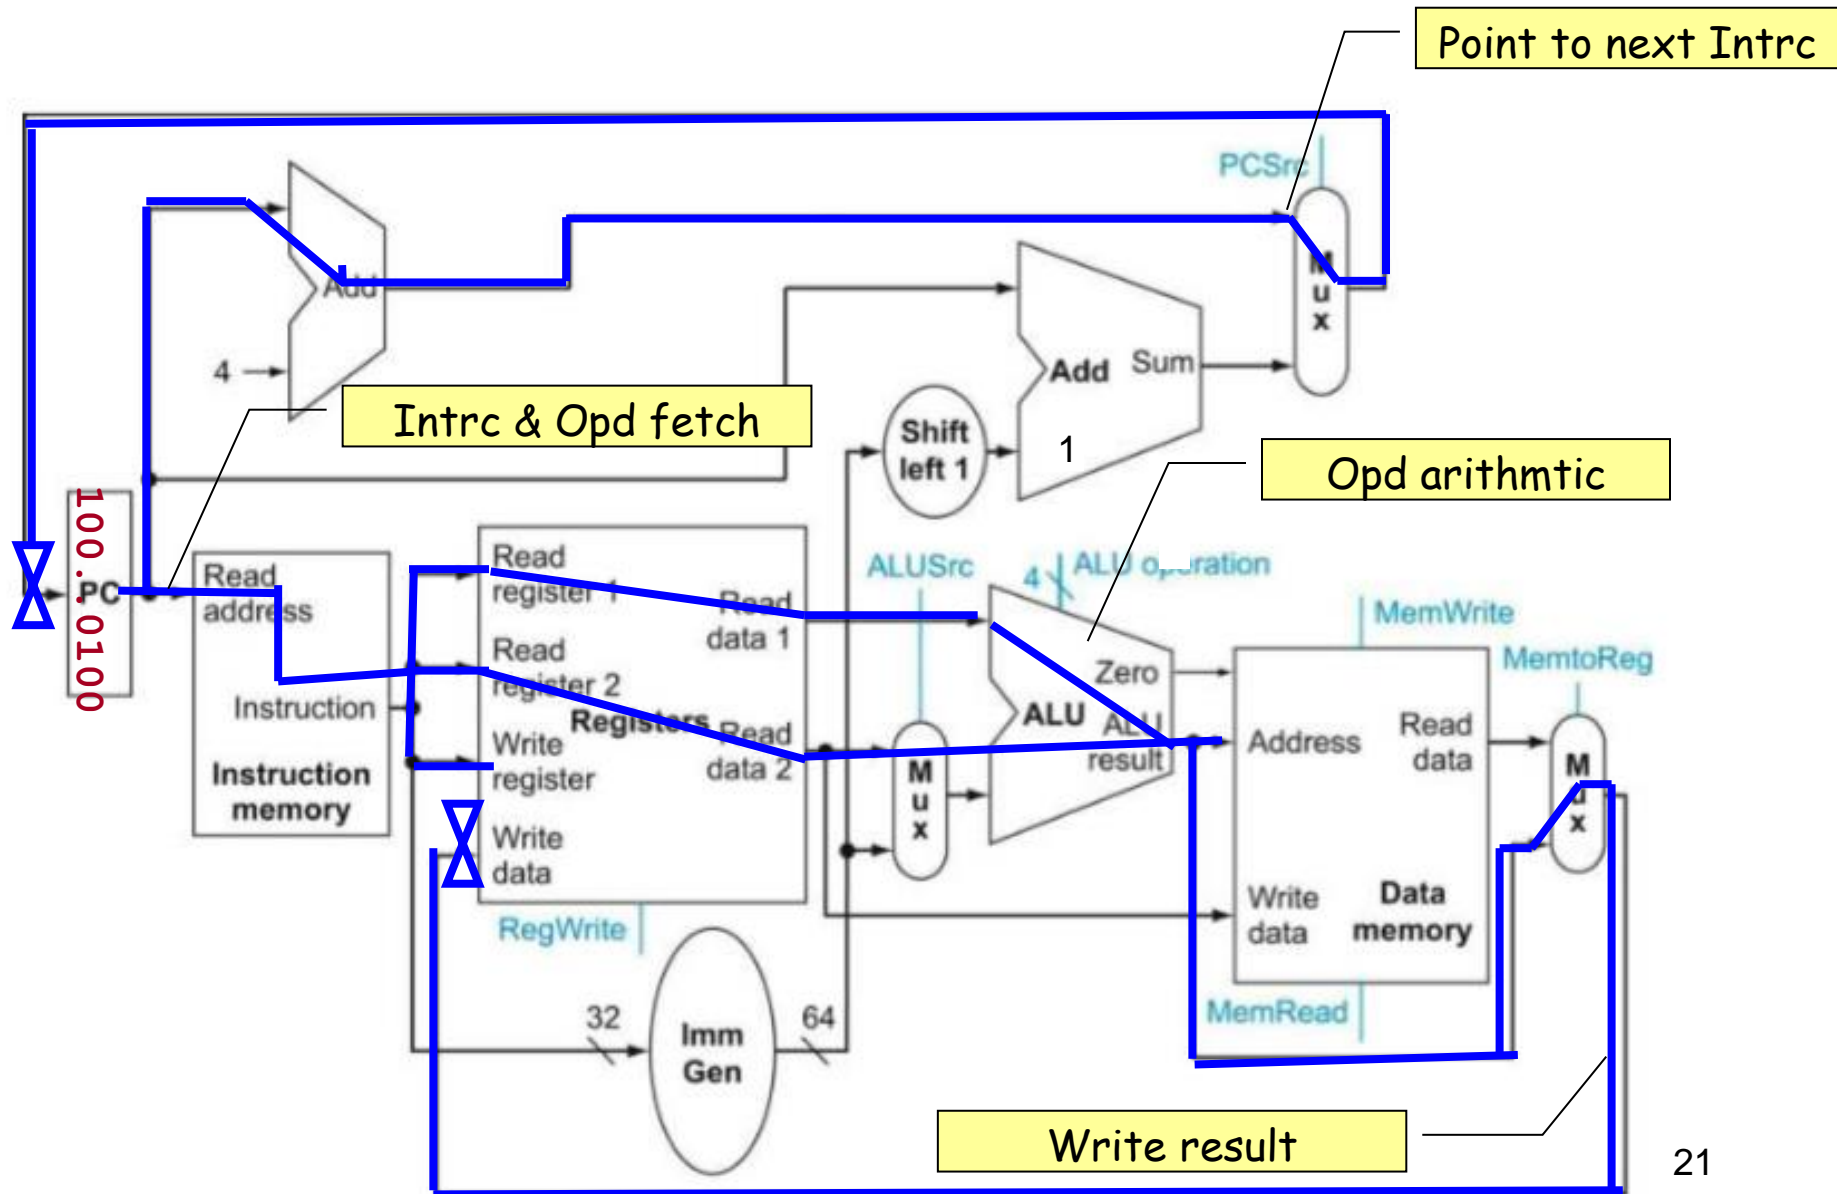 Point to next Intrc
PCSrc
M
u
x
Add
4
Add
Sum
Shift
left 1
1
Intrc & Opd fetch
Opd arithmtic
100..0100
PC
Read
address
Instruction
Instruction
memory
Read
register 1
Read
register 2
Write
register
Write
data
Registers
Read
data 1
Read
data 2
RegWrite
ALUSrc
M
u
x
4
ALU operation
Zero
ALU
ALU
result
MemWrite
MemtoReg
Address
Read
data
Write
data
Data
memory
MemRead
M
u
x
32
Imm
Gen
64
Write result
21